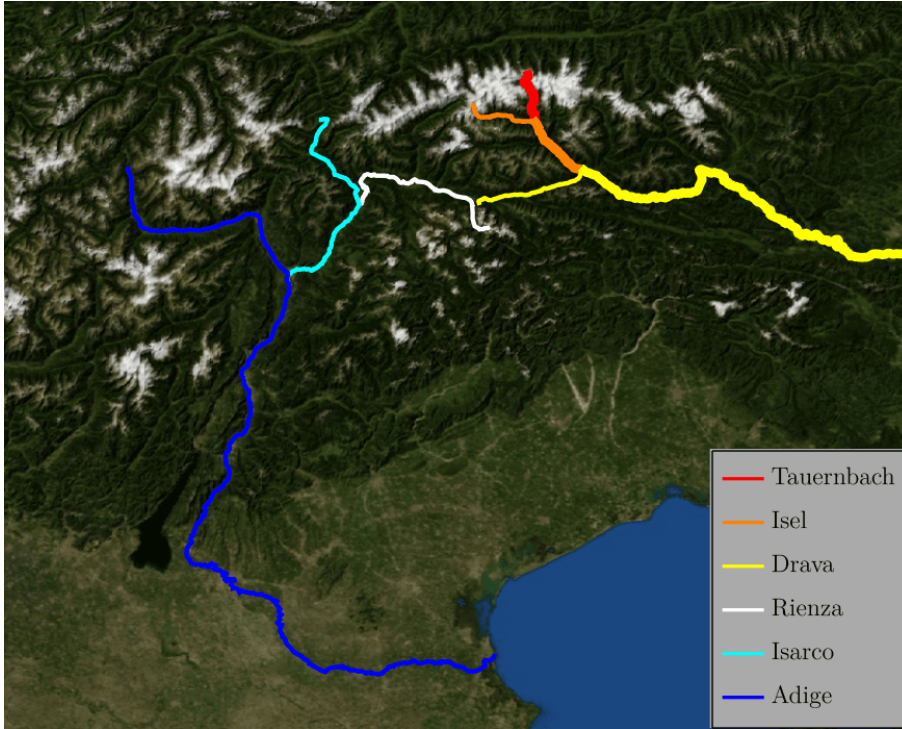 Tauernbach
Isel
Drava
Rienza
Isarco
Adige